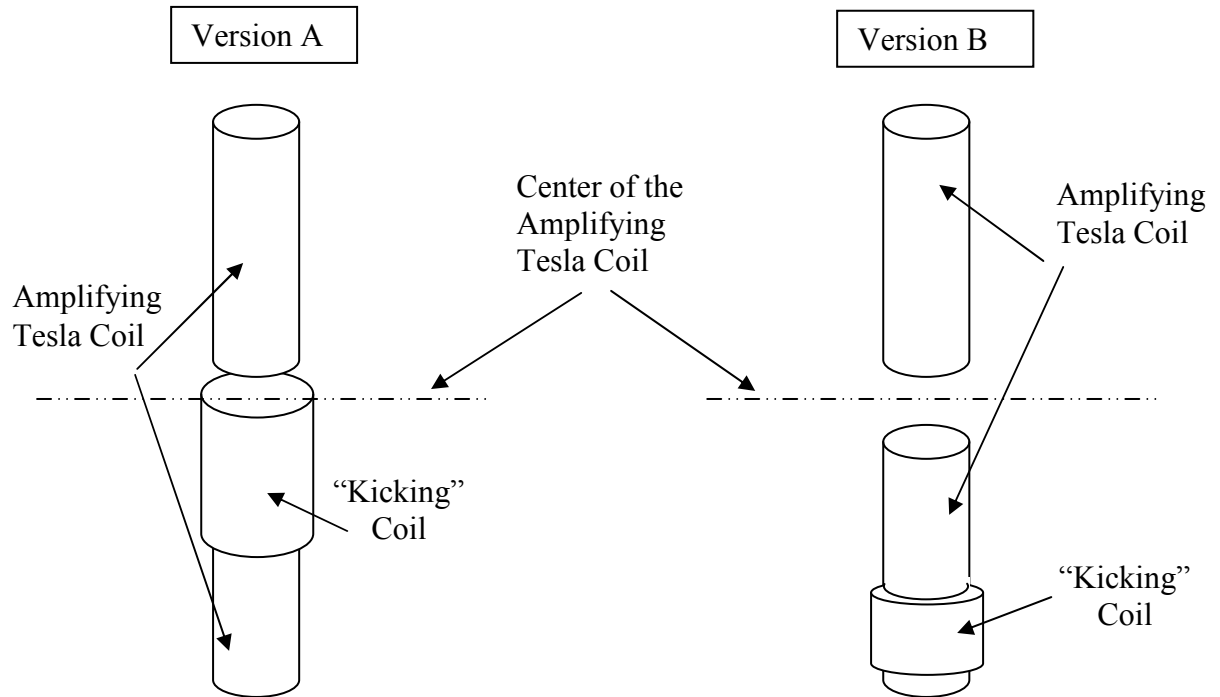 Version A
Version B
Center of the
Amplifying
Tesla Coil
Amplifying
Tesla Coil
Amplifying
Tesla Coil
“Kicking”
Coil
“Kicking”
Coil